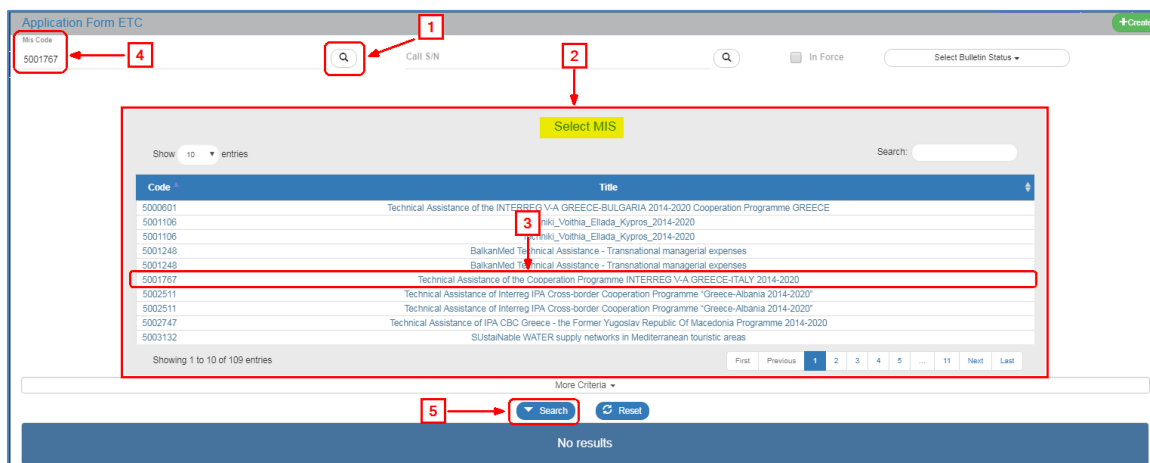 Application Form ETC
1
+Create
Mis Code
5001767
4
Call S/N
2
In Force
Select Bulletin Status
Select MIS
Show 10 entries
Search:
Code
Title
5000601 Technical Assistance of the INTERREG V-A GREECE-BULGARIA 2014-2020 Cooperation Programme GREECE
3
5001106 niki_Voithia_Ellada_Kypros_2014-2020
5001106 Techniki_Voithia_Ellada_Kypros_2014-2020
5001248 BalkanMed Technical Assistance - Transnational managerial expenses
5001248 BalkanMed Technical Assistance - Transnational managerial expenses
5001767 Technical Assistance of the Cooperation Programme INTERREG V-A GREECE-ITALY 2014-2020
5002511 Technical Assistance of Interreg IPA Cross-border Cooperation Programme "Greece-Albania 2014-2020"
5002511 Technical Assistance of Interreg IPA Cross-border Cooperation Programme "Greece-Albania 2014-2020"
5002747 Technical Assistance of IPA CBC Greece - the Former Yugoslav Republic Of Macedonia Programme 2014-2020
5003132 SUstaiNable WATER supply networks in Mediterranean touristic areas
Showing 1 to 10 of 109 entries
First Previous 1 2 3 4 5 ... 11 Next Last
More Criteria
5
Search
Reset
No results